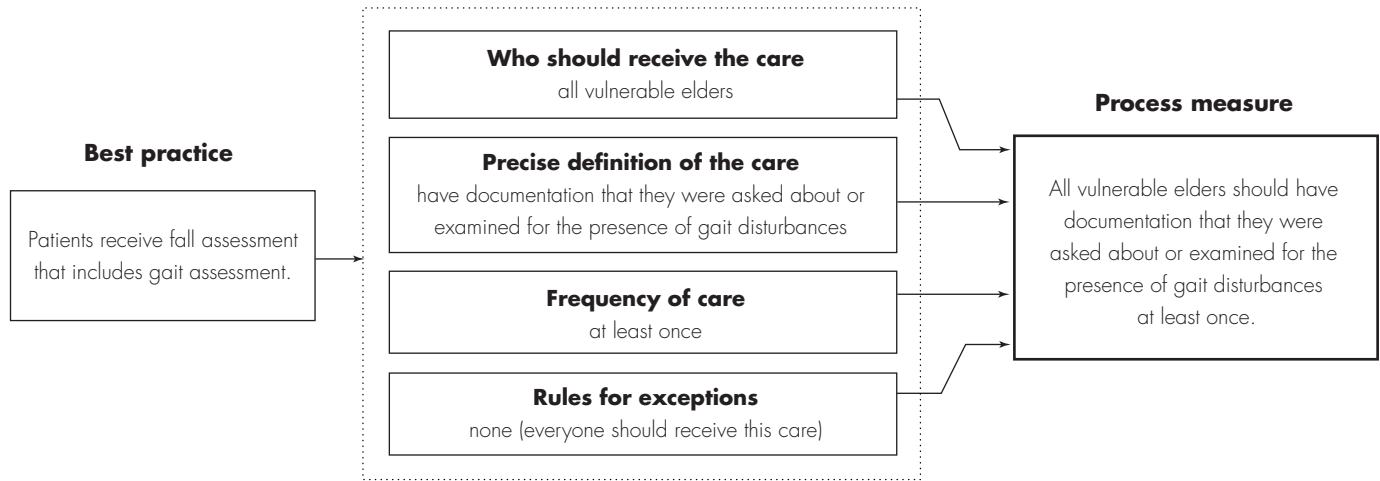 Best practice
Patients receive fall assessment
that includes gait assessment.
Who should receive the care
all vulnerable elders
Precise definition of the care
have documentation that they were asked about or
examined for the presence of gait disturbances
Frequency of care
at least once
Rules for exceptions
none (everyone should receive this care)
Process measure
All vulnerable elders should have
documentation that they were
asked about or examined for the
presence of gait disturbances
at least once.